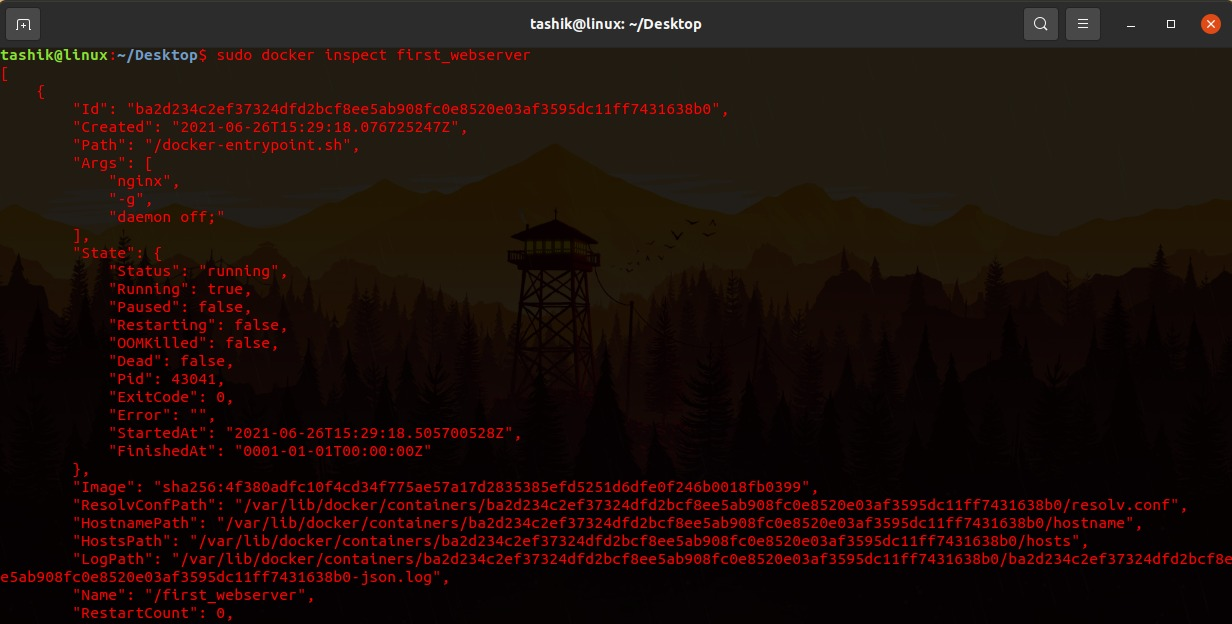 tashik@linux: ~/Desktop
tashik@linux:~/Desktop$ sudo docker inspect first_webserver
[
    {
        "Id": "ba2d234c2ef37324dfd2bcf8ee5ab908fc0e8520e03af3595dc11ff7431638b0",
        "Created": "2021-06-26T15:29:18.076725247Z",
        "Path": "/docker-entrypoint.sh",
        "Args": [
            "nginx",
            "-g",
            "daemon off;"
        ],
        "State": {
            "Status": "running",
            "Running": true,
            "Paused": false,
            "Restarting": false,
            "OOMKilled": false,
            "Dead": false,
            "Pid": 43041,
            "ExitCode": 0,
            "Error": "",
            "StartedAt": "2021-06-26T15:29:18.505700528Z",
            "FinishedAt": "0001-01-01T00:00:00Z"
        },
        "Image": "sha256:4f380adfc10f4cd34f775ae57a17d2835385efd5251d6dfe0f246b0018fb0399",
        "ResolvConfPath": "/var/lib/docker/containers/ba2d234c2ef37324dfd2bcf8ee5ab908fc0e8520e03af3595dc11ff7431638b0/resolv.conf",
        "HostnamePath": "/var/lib/docker/containers/ba2d234c2ef37324dfd2bcf8ee5ab908fc0e8520e03af3595dc11ff7431638b0/hostname",
        "HostsPath": "/var/lib/docker/containers/ba2d234c2ef37324dfd2bcf8ee5ab908fc0e8520e03af3595dc11ff7431638b0/hosts",
        "LogPath": "/var/lib/docker/containers/ba2d234c2ef37324dfd2bcf8ee5ab908fc0e8520e03af3595dc11ff7431638b0/ba2d234c2ef37324dfd2bcf8e
e5ab908fc0e8520e03af3595dc11ff7431638b0-json.log",
        "Name": "/first_webserver",
        "RestartCount": 0,